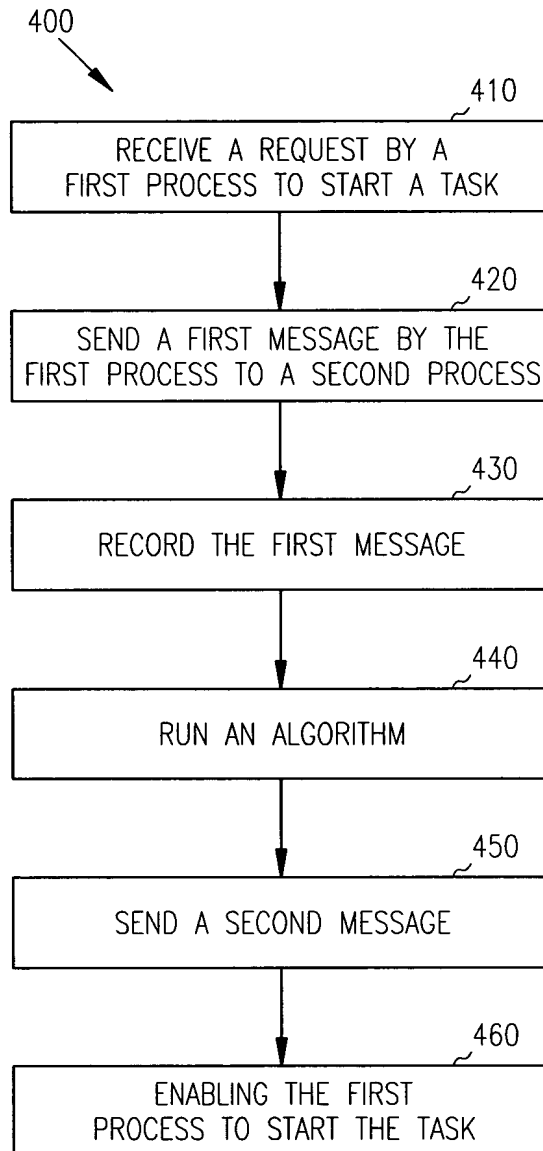 400
410
RECEIVE A REQUEST BY A
FIRST PROCESS TO START A TASK
420
SEND A FIRST MESSAGE BY THE
FIRST PROCESS TO A SECOND PROCESS
430
RECORD THE FIRST MESSAGE
440
RUN AN ALGORITHM
450
SEND A SECOND MESSAGE
460
ENABLING THE FIRST
PROCESS TO START THE TASK